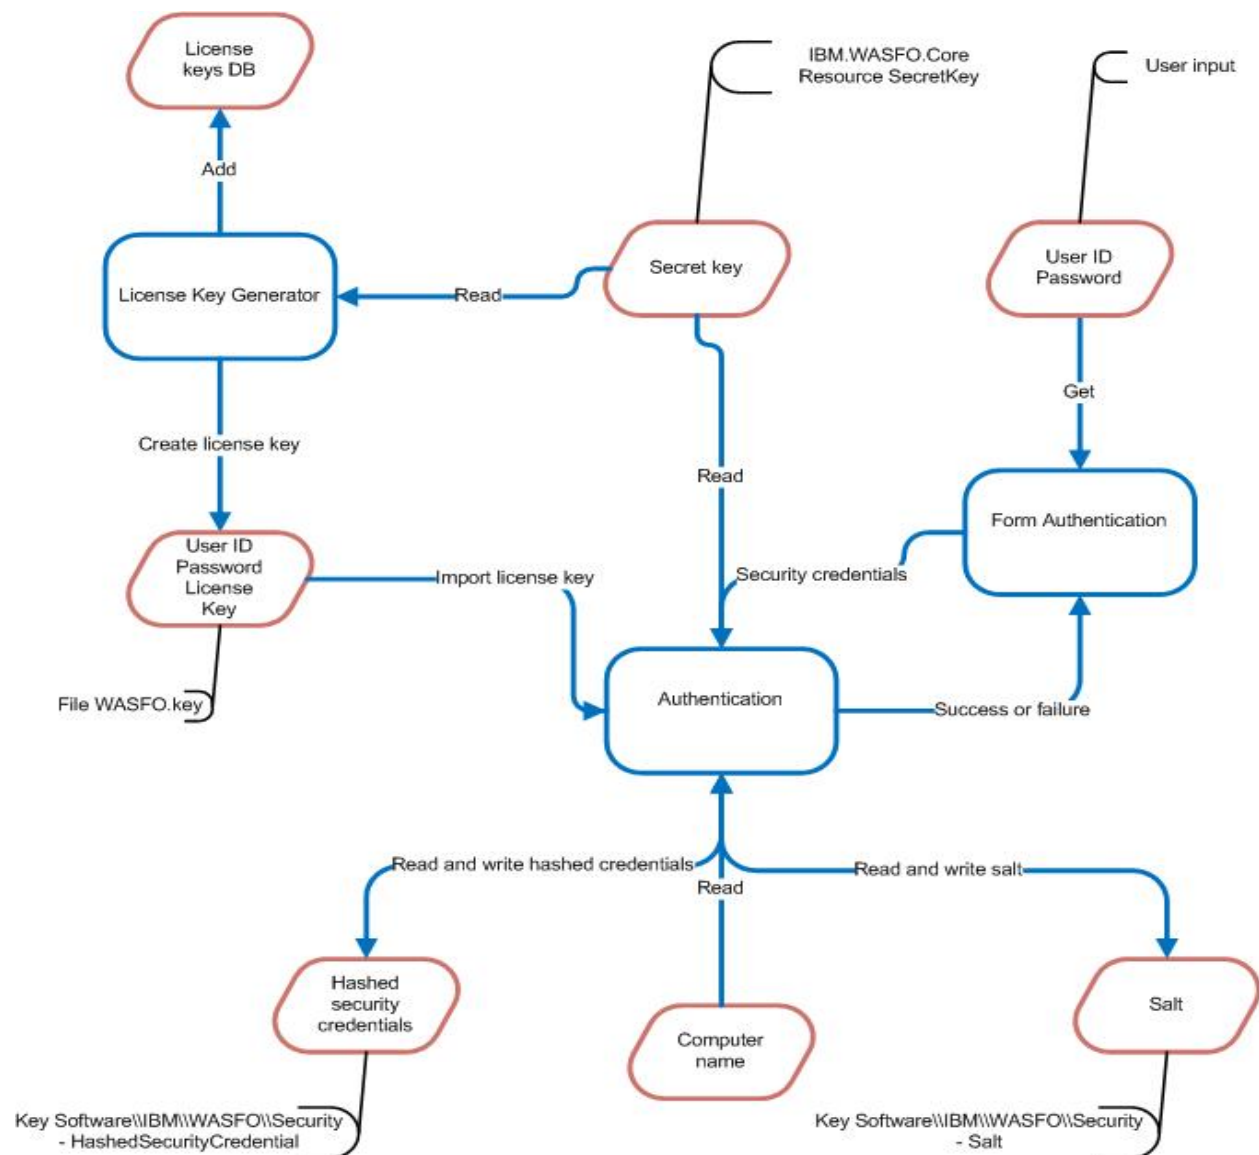 License
keys DB
IBM.WASFO.Core
Resource SecretKey
User input
Add
Secret key
User ID
Password
License Key Generator
Read
Get
Create license key
Read
Form Authentication
User ID
Password
License
Key
Import license key
Security credentials
File WASFO.key
Authentication
Success or failure
Read and write hashed credentials
Read
Read and write salt
Hashed
security
credentials
Computer
name
Salt
Key Software\\IBM\\WASFO\\Security
- HashedSecurityCredential
Key Software\\IBM\\WASFO\\Security
- Salt